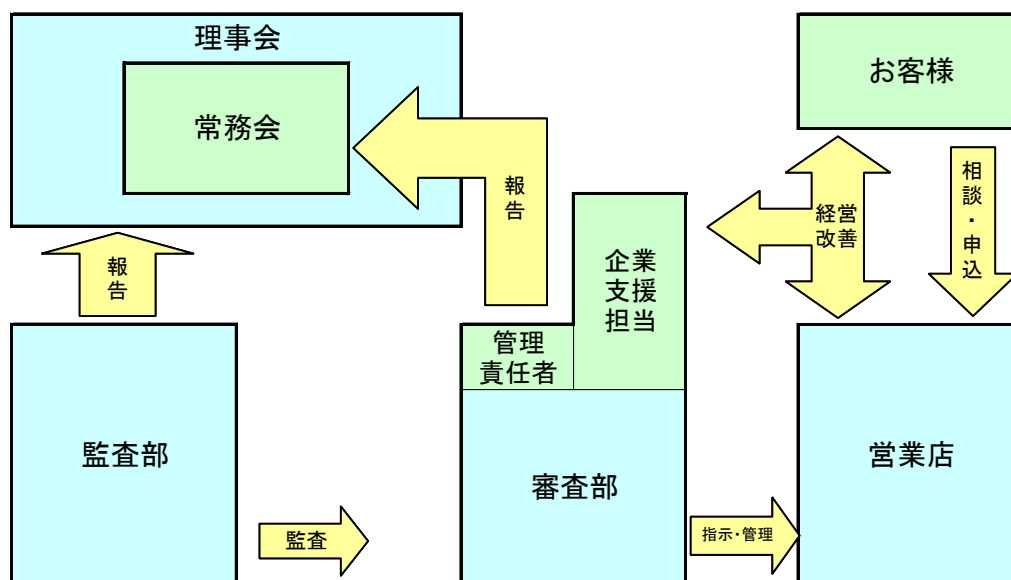 理事会
お客様
常務会
報告
相談・申込
経営
改善
報告
企業
支援
担当
管理
責任者
監査部
審査部
営業店
監査
指示・管理